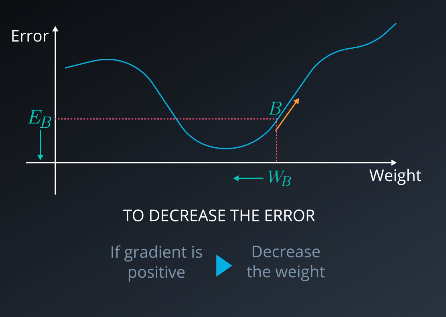 Error
B
E_B
W_B
Weight
TO DECREASE THE ERROR
If gradient is
positive
Decrease
the weight